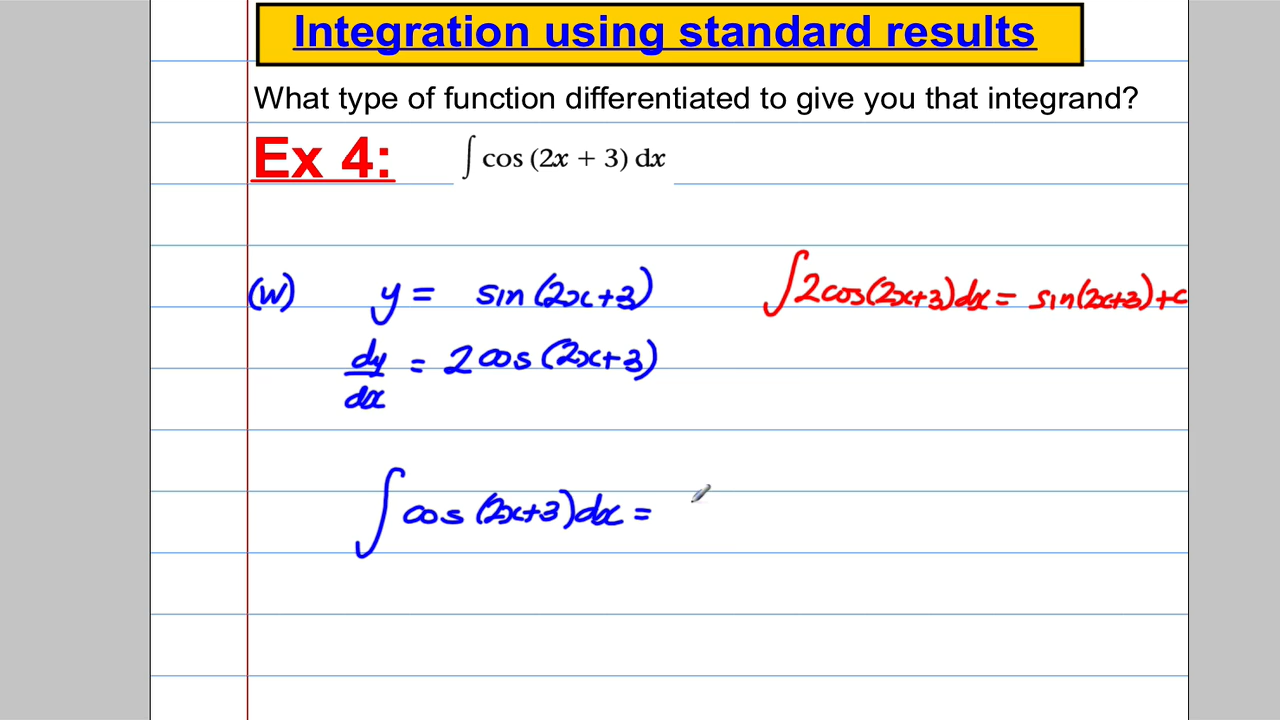 Integration using standard results
What type of function differentiated to give you that integrand?
Ex 4: ∫ cos (2x + 3) dx
(W) y = sin(2x+3) ∫2cos(2x+3)dx = sin(2x+3)+c
dy/dx = 2cos(2x+3)
∫cos(2x+3)dx =